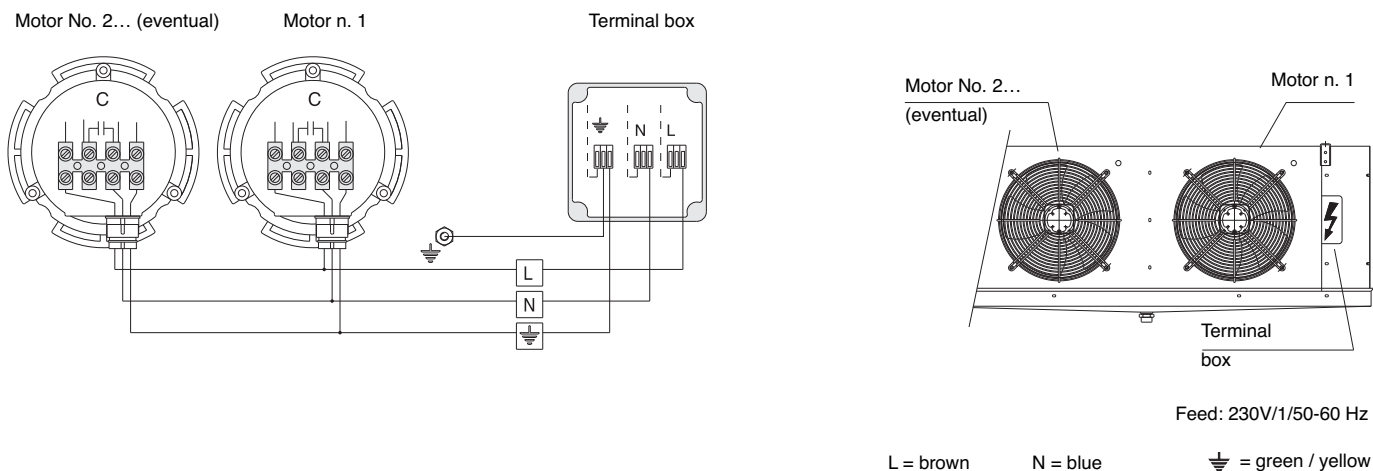 Motor No. 2… (eventual)
Motor n. 1
Terminal box
C
C
N
L
L
N
Motor No. 2…
(eventual)
Motor n. 1
Terminal
box
Feed: 230V/1/50-60 Hz
L = brown
N = blue
⏚ = green / yellow